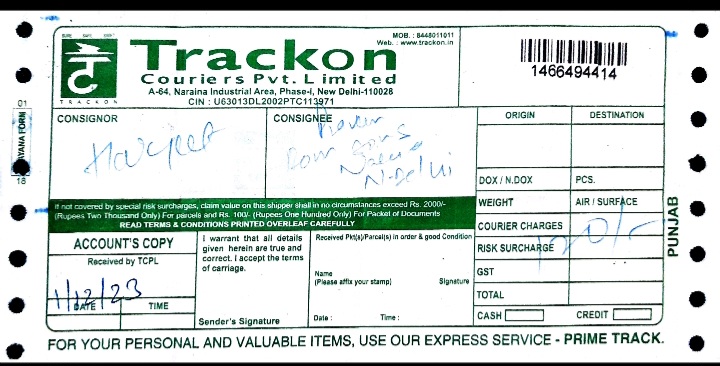 MOB. : 8448011011
Web. : www.trackon.in
SURE SAFE SWIFT
TC
TRACKON
Trackon
Couriers Pvt. Limited
A-64, Naraina Industrial Area, Phase-I, New Delhi-110028
CIN : U63013DL2002PTC113971
1466494414
CONSIGNOR
Harjeet
CONSIGNEE
N-Delhi
ORIGIN
DESTINATION
DOX / N.DOX
PCS.
WEIGHT
AIR / SURFACE
COURIER CHARGES
120/-
RISK SURCHARGE
GST
TOTAL
CASH
CREDIT
If not covered by special risk surcharges, claim value on this shipper shall in no circumstances exceed Rs. 2000/-
(Rupees Two Thousand Only) For parcels and Rs. 100/- (Rupees One Hundred Only) For Packet of Documents
READ TERMS & CONDITIONS PRINTED OVERLEAF CAREFULLY
ACCOUNT'S COPY
Received by TCPL
1/12/23
DATE
TIME
I warrant that all details
given herein are true and
correct. I accept the terms
of carriage.
Sender's Signature
Received Pkt(s)/Parcel(s) in order & good Condition
Name
(Please affix your stamp)
Signature
Date :
Time :
PUNJAB
01
AYANA FORM
18
FOR YOUR PERSONAL AND VALUABLE ITEMS, USE OUR EXPRESS SERVICE - PRIME TRACK.